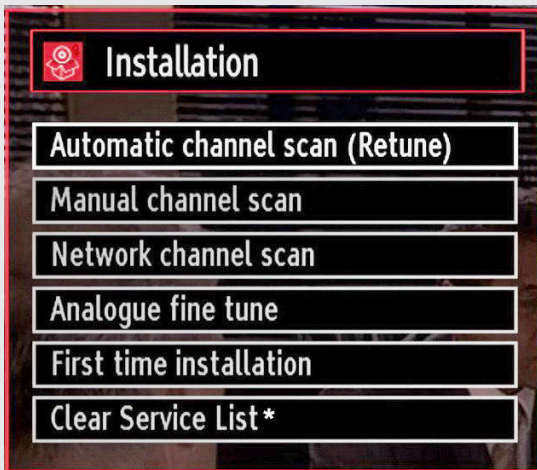 Installation
Automatic channel scan (Retune)
Manual channel scan
Network channel scan
Analogue fine tune
First time installation
Clear Service List*